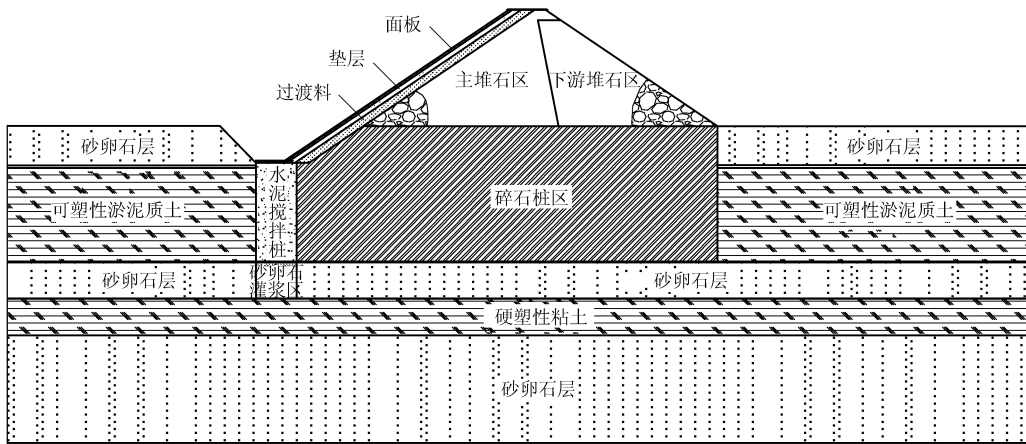 面板
垫层
过渡料
主堆石区
下游堆石区
砂卵石层
砂卵石层
水泥搅拌桩
碎石桩区
可塑性淤泥质土
可塑性淤泥质土
砂卵石层
砂卵石
灌浆区
砂卵石层
硬塑性粘土
砂卵石层